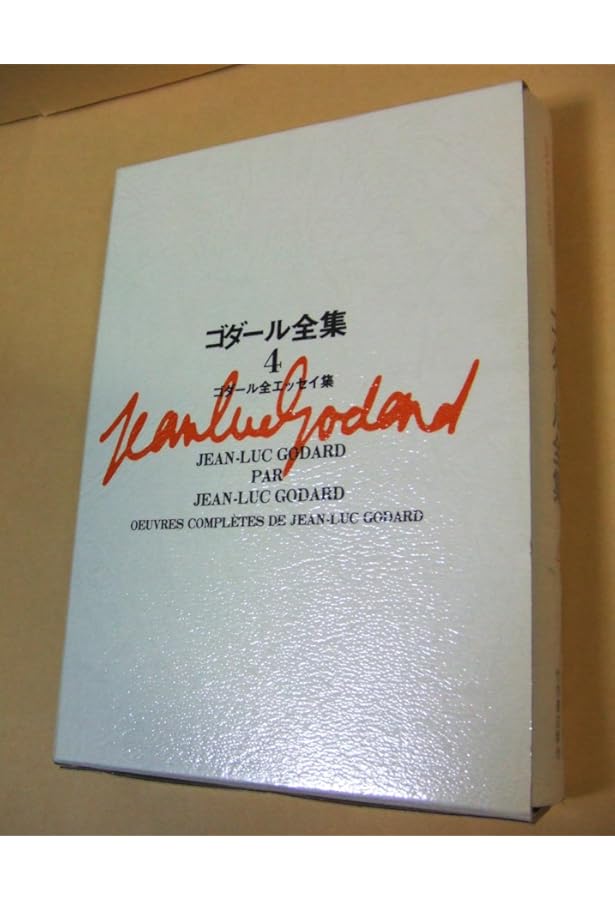 ゴダール全集
4
ゴダール全エッセイ集
Jean-Luc Godard
JEAN-LUC GODARD
PAR
JEAN-LUC GODARD
OEUVRES COMPLÈTES DE JEAN-LUC GODARD